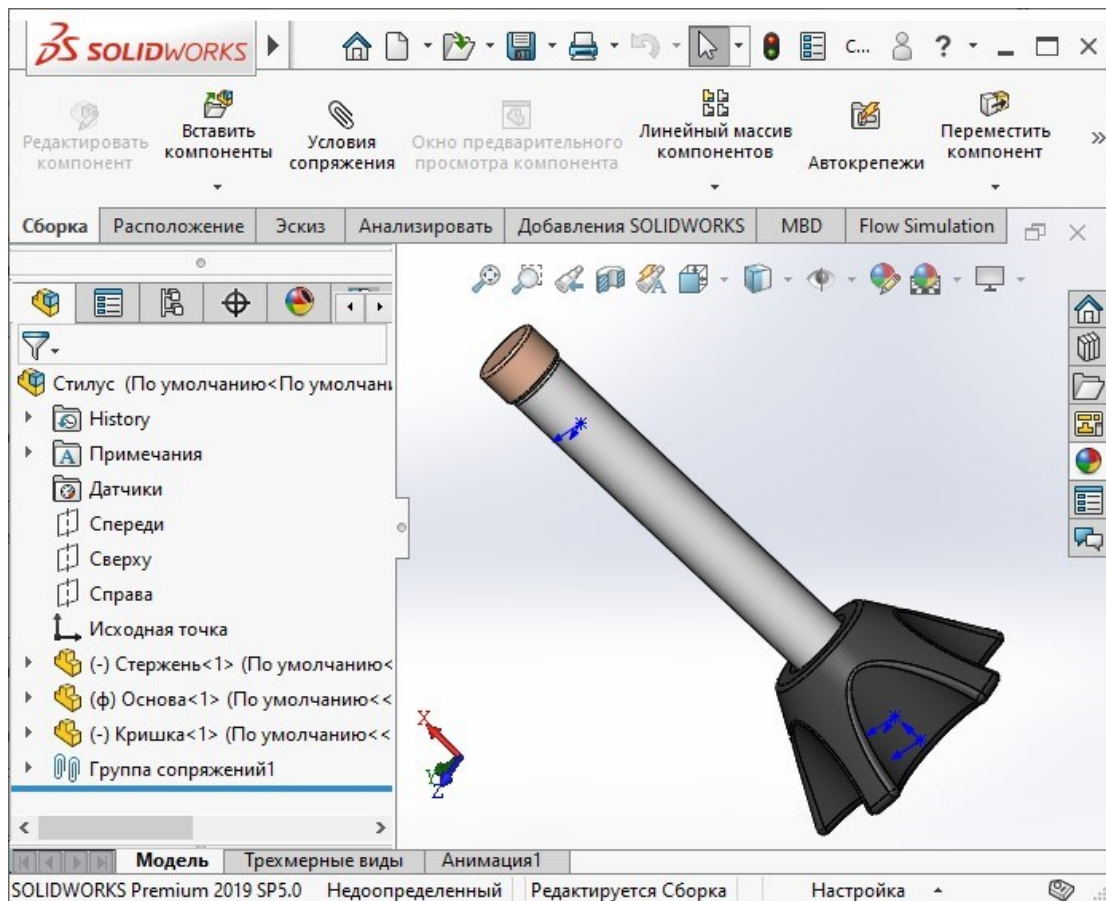 SOLIDWORKS
С...
?
Редактировать
компонент
Вставить
компоненты
Условия
сопряжения
Окно предварительного
просмотра компонента
Линейный массив
компонентов
Автокрепежи
Переместить
компонент
Сборка Расположение Эскиз Анализировать Добавления SOLIDWORKS MBD Flow Simulation
Стилус (По умолчанию<По умолчани
History
Примечания
Датчики
Спереди
Сверху
Справа
Исходная точка
(-) Стержень<1> (По умолчанию<
(ф) Основа<1> (По умолчанию<<
(-) Кришка<1> (По умолчанию<<
Группа сопряжений1
X
Y
Z
Модель Трехмерные виды Анимация1
SOLIDWORKS Premium 2019 SP5.0 Недоопределенный Редактируется Сборка Настройка